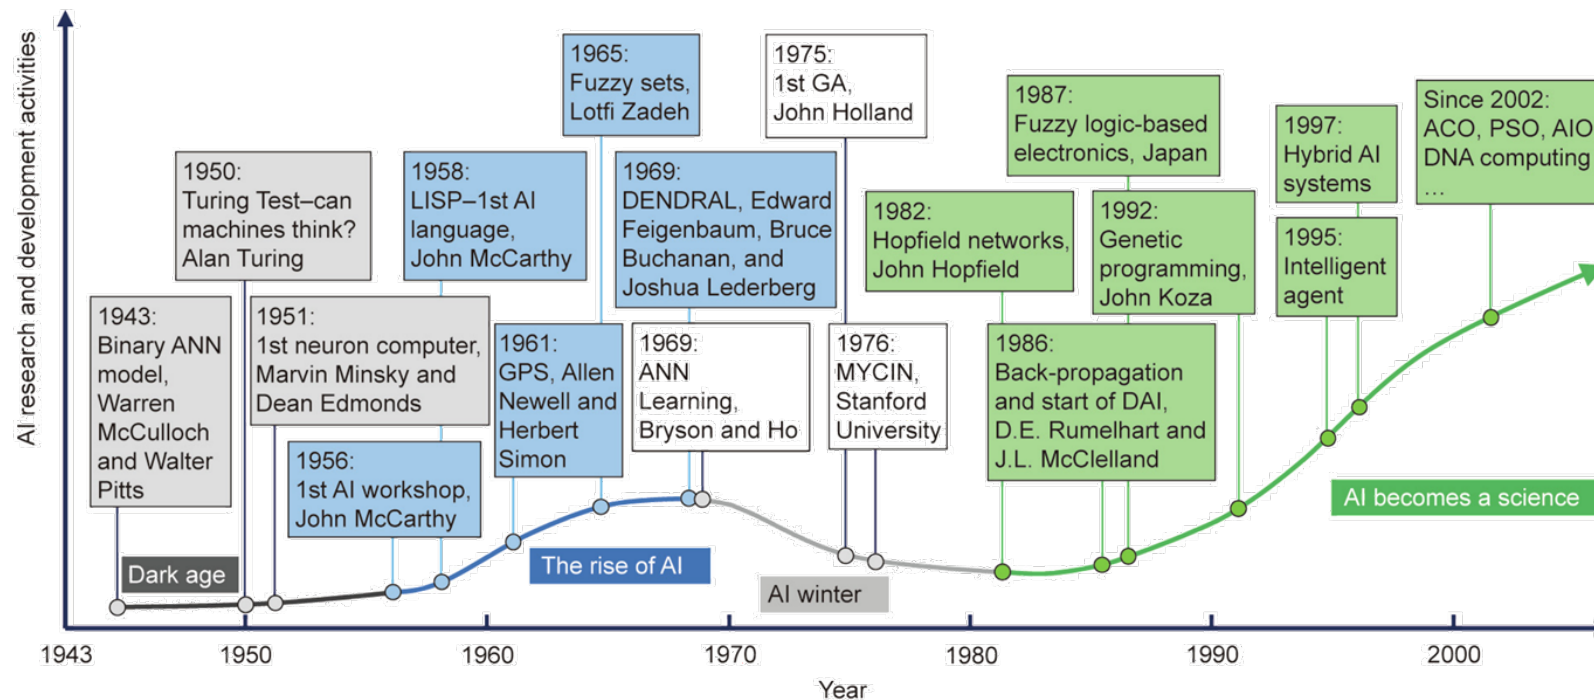 AI research and development activities
1943:
Binary ANN
model,
Warren
McCulloch
and Walter
Pitts
1950:
Turing Test–can
machines think?
Alan Turing
1951:
1st neuron computer,
Marvin Minsky and
Dean Edmonds
1956:
1st AI workshop,
John McCarthy
1958:
LISP–1st AI
language,
John McCarthy
1961:
GPS, Allen
Newell and
Herbert
Simon
1965:
Fuzzy sets,
Lotfi Zadeh
1969:
DENDRAL, Edward
Feigenbaum, Bruce
Buchanan, and
Joshua Lederberg
1969:
ANN
Learning,
Bryson and Ho
1975:
1st GA,
John Holland
1976:
MYCIN,
Stanford
University
1982:
Hopfield networks,
John Hopfield
1986:
Back-propagation
and start of DAI,
D.E. Rumelhart and
J.L. McClelland
1987:
Fuzzy logic-based
electronics, Japan
1992:
Genetic
programming,
John Koza
1995:
Intelligent
agent
1997:
Hybrid AI
systems
Since 2002:
ACO, PSO, AIO
DNA computing
...
Dark age
The rise of AI
AI winter
AI becomes a science
1943 1950 1960 1970 1980 1990 2000
Year